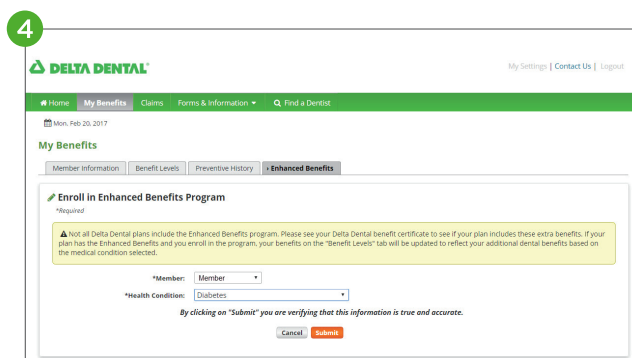 4
DELTA DENTAL®
My Settings | Contact Us | Logout
Home My Benefits Claims Forms & Information Find a Dentist
Mon. Feb 20, 2017
My Benefits
Member Information Benefit Levels Preventive History Enhanced Benefits
Enroll in Enhanced Benefits Program
*Required
Not all Delta Dental plans include the Enhanced Benefits program. Please see your Delta Dental benefit certificate to see if your plan includes these extra benefits. If your
plan has the Enhanced Benefits and you enroll in the program, your benefits on the "Benefit Levels" tab will be updated to reflect your additional dental benefits based on
the medical condition selected.
*Member: Member
*Health Condition: Diabetes
By clicking on "Submit" you are verifying that this information is true and accurate.
Cancel Submit